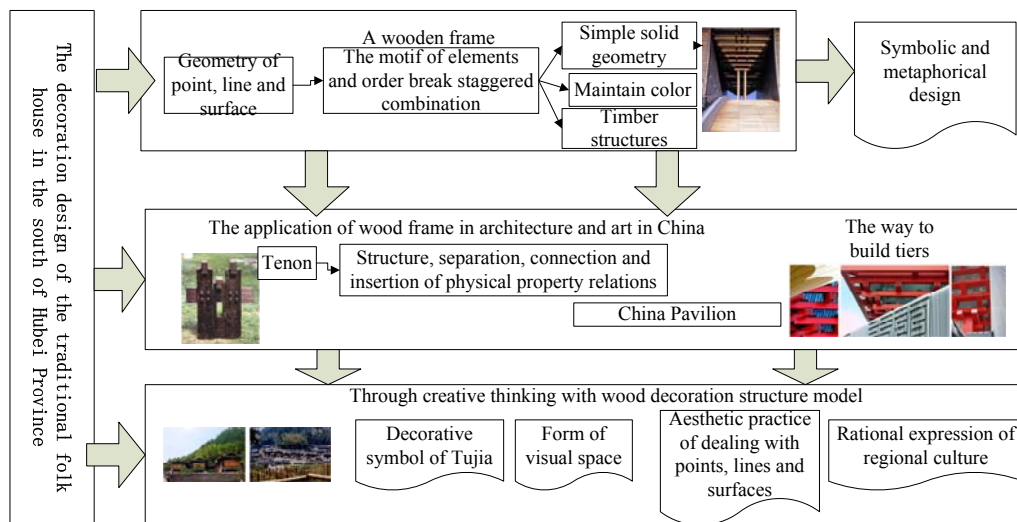 The decoration design of the traditional folk
house in the south of Hubei Province
A wooden frame
Geometry of
point, line and
surface
The motif of elements
and order break staggered
combination
Simple solid
geometry
Maintain color
Timber
structures
Symbolic and
metaphorical
design
The application of wood frame in architecture and art in China
Tenon
Structure, separation, connection and
insertion of physical property relations
China Pavilion
The way to
build tiers
Through creative thinking with wood decoration structure model
Decorative
symbol of Tujia
Form of
visual space
Aesthetic practice
of dealing with
points, lines and
surfaces
Rational expression of
regional culture